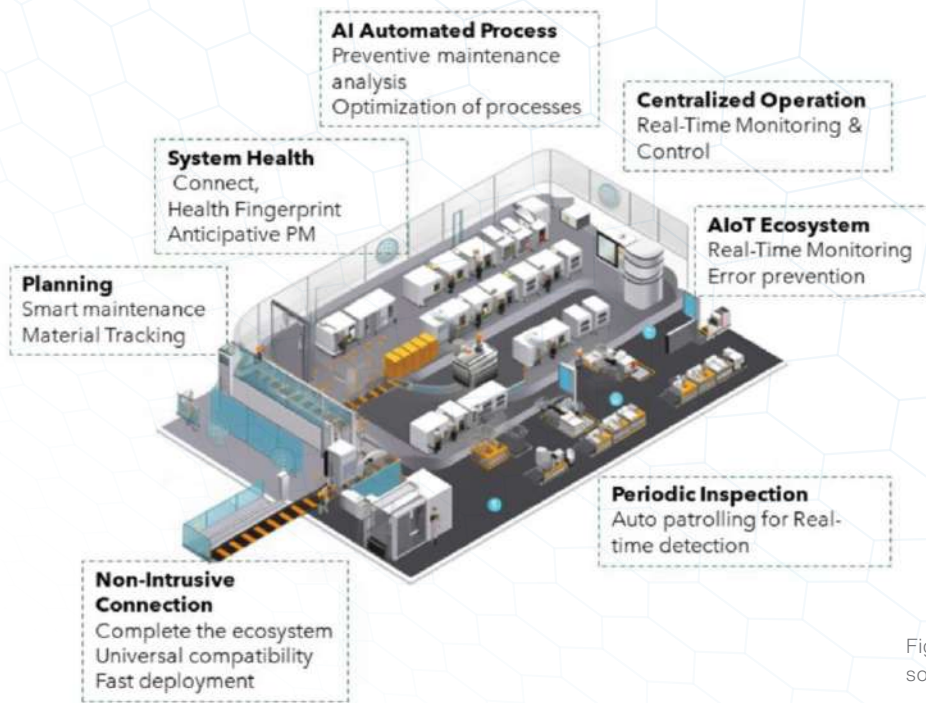 AI Automated Process
Preventive maintenance
analysis
Optimization of processes
Centralized Operation
Real-Time Monitoring &
Control
System Health
Connect,
Health Fingerprint
Anticipative PM
AIoT Ecosystem
Real-Time Monitoring
Error prevention
Planning
Smart maintenance
Material Tracking
Periodic Inspection
Auto patrolling for Real-
time detection
Non-Intrusive
Connection
Complete the ecosystem
Universal compatibility
Fast deployment